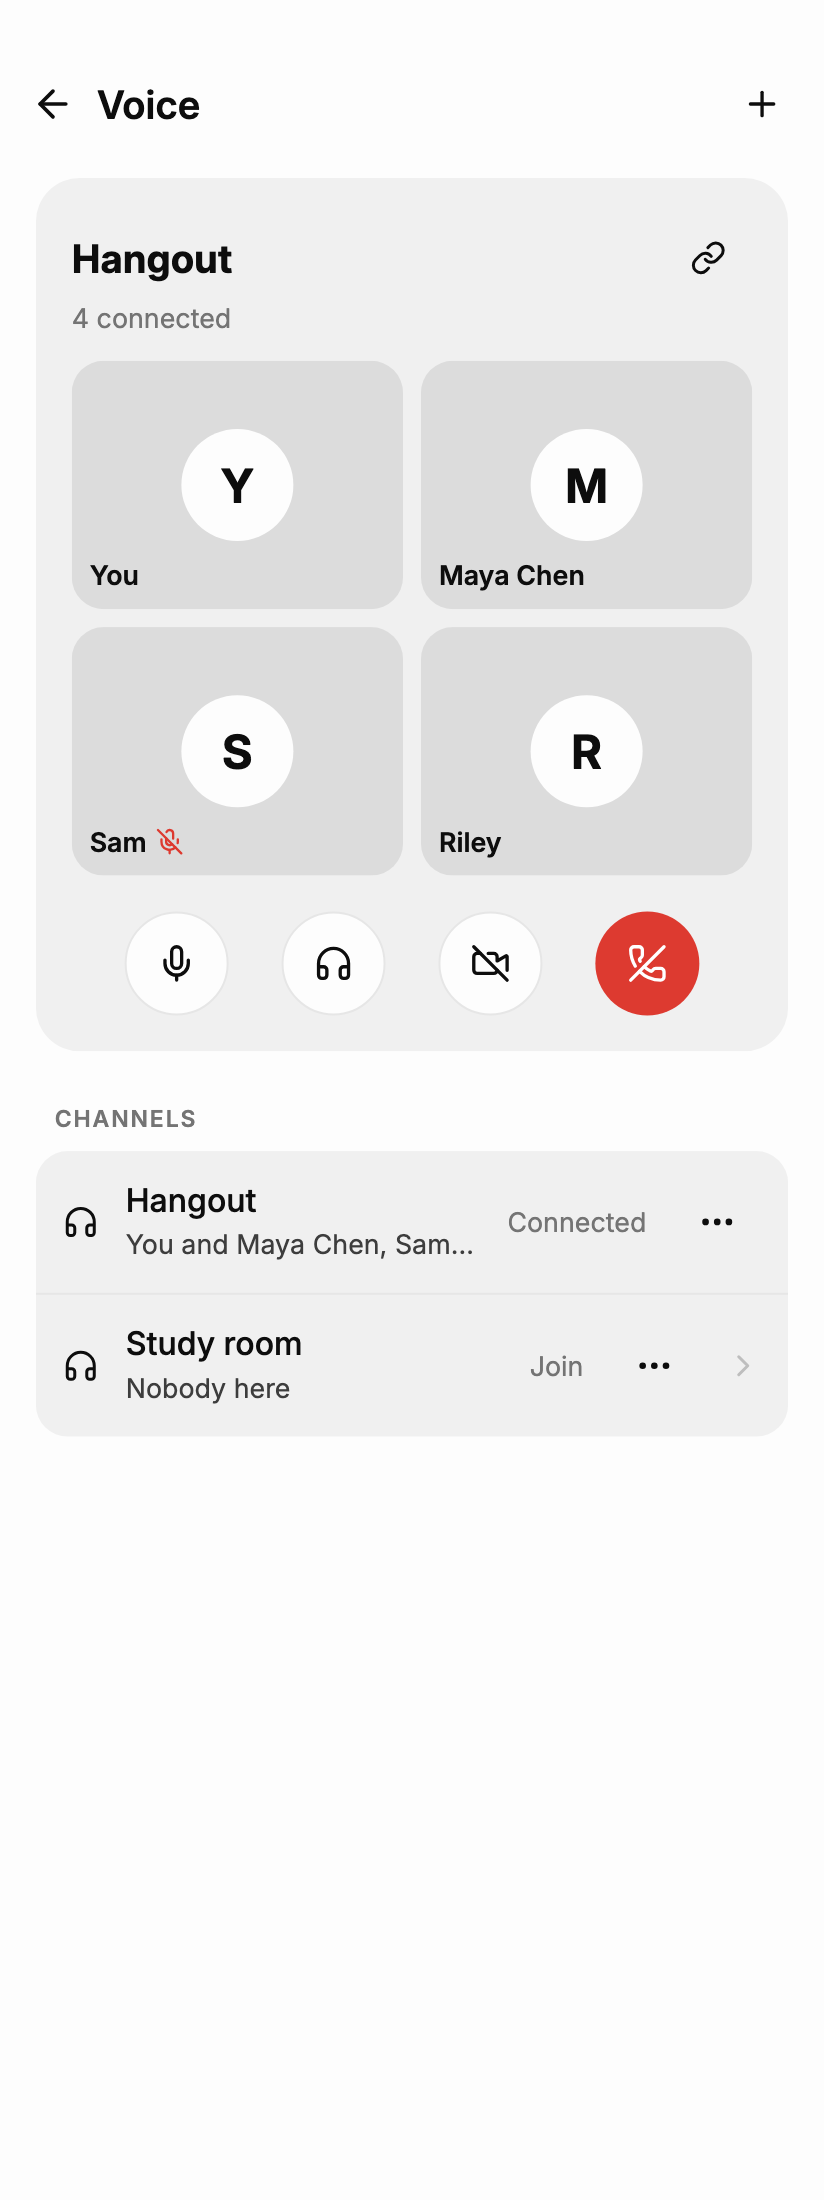 Voice
Hangout
4 connected
Y
You
M
Maya Chen
S
Sam
R
Riley
CHANNELS
Hangout
You and Maya Chen, Sam...
Connected
Study room
Nobody here
Join